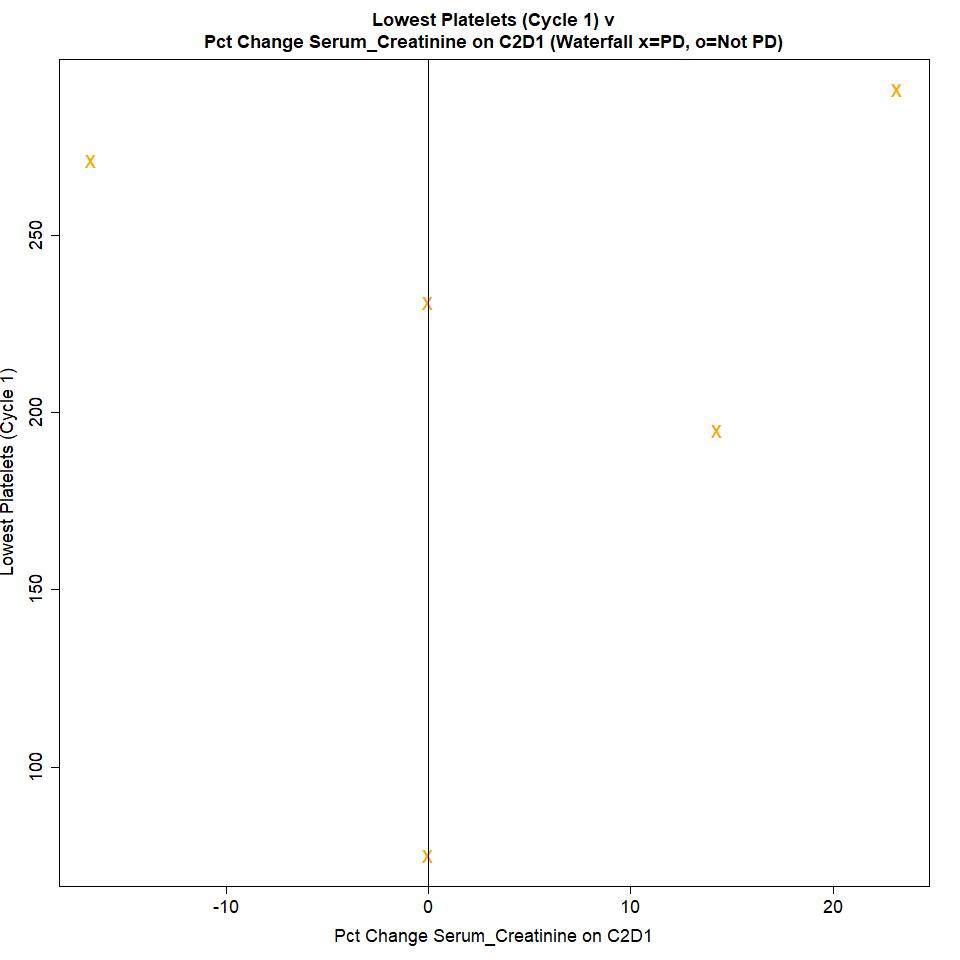 Lowest Platelets (Cycle 1) v
Pct Change Serum_Creatinine on C2D1 (Waterfall x=PD, o=Not PD)
X
X
250
X
200
X
Lowest Platelets (Cycle 1)
150
100
X
-10
0
10
20
Pct Change Serum_Creatinine on C2D1